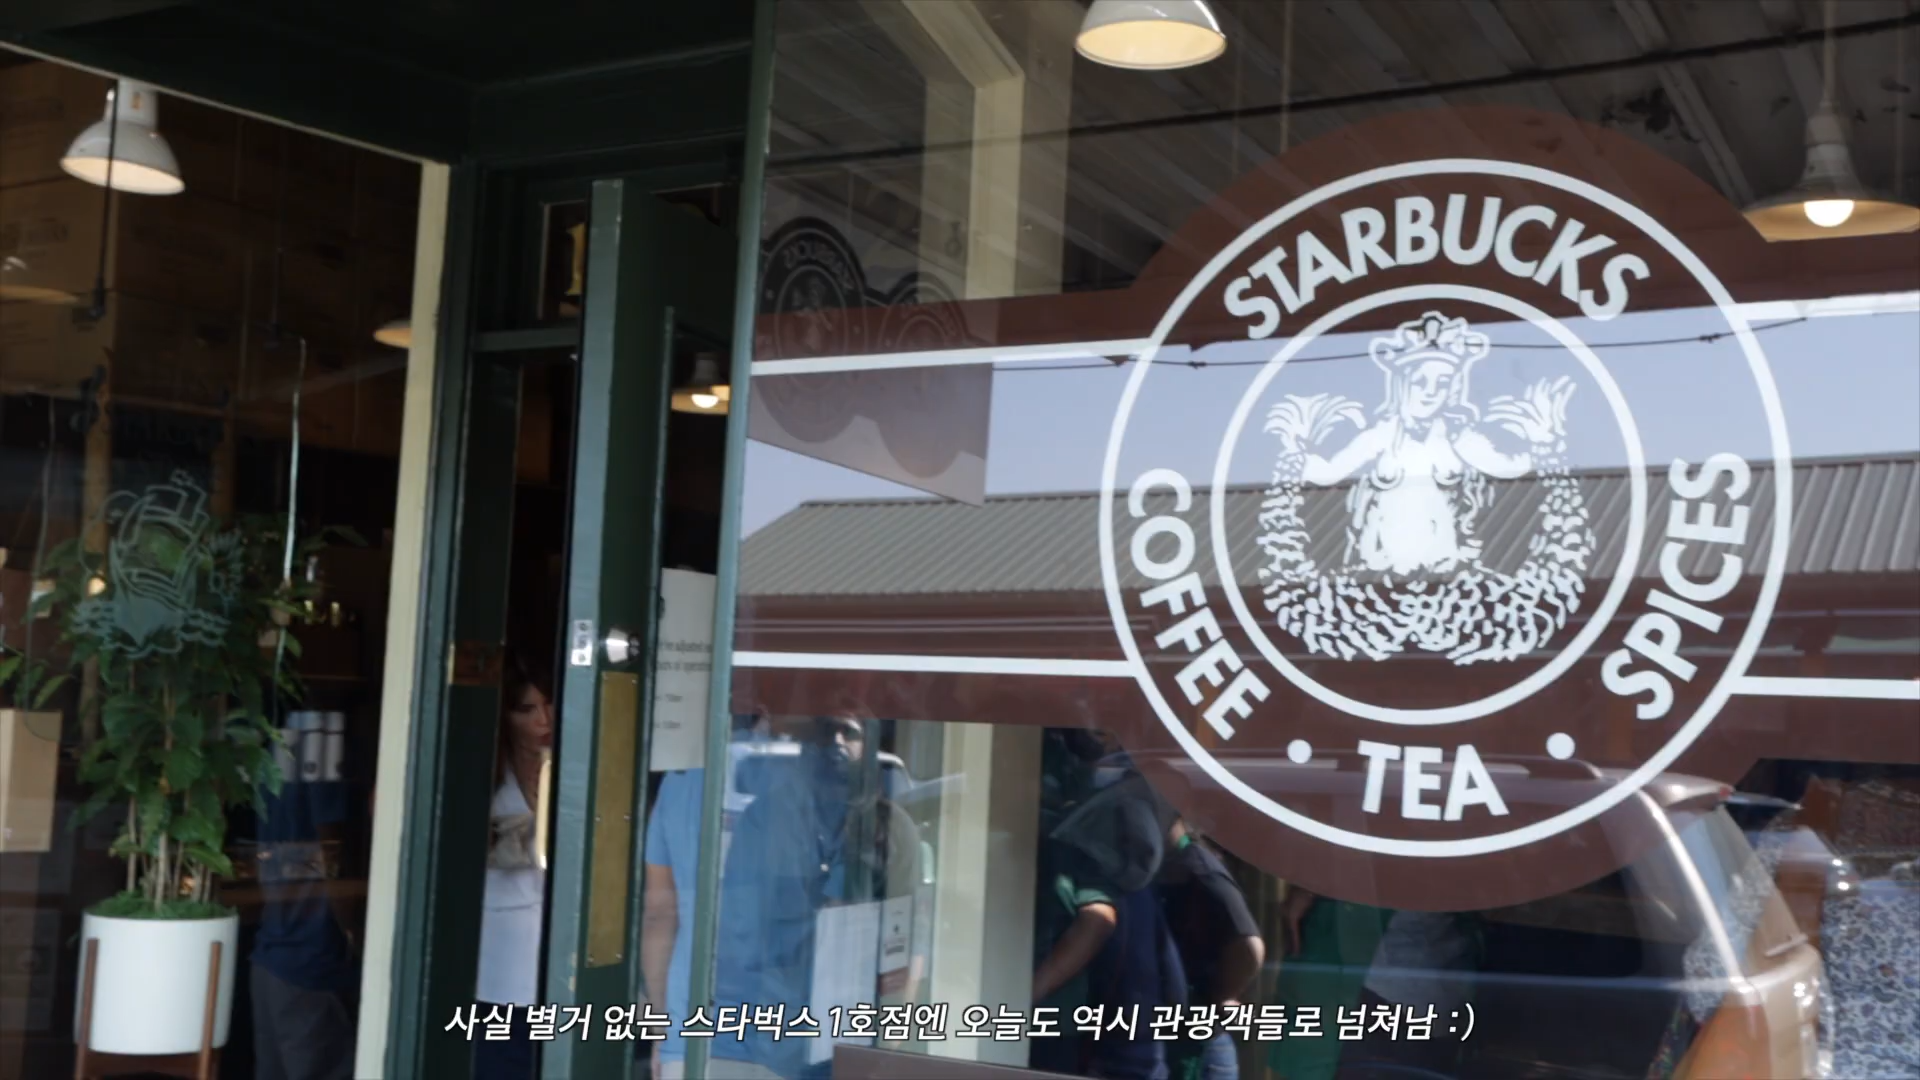 STARBUCKS
COFFEE • TEA • SPICES
사실 별거 없는 스타벅스 1호점엔 오늘도 역시 관광객들로 넘쳐남 :)